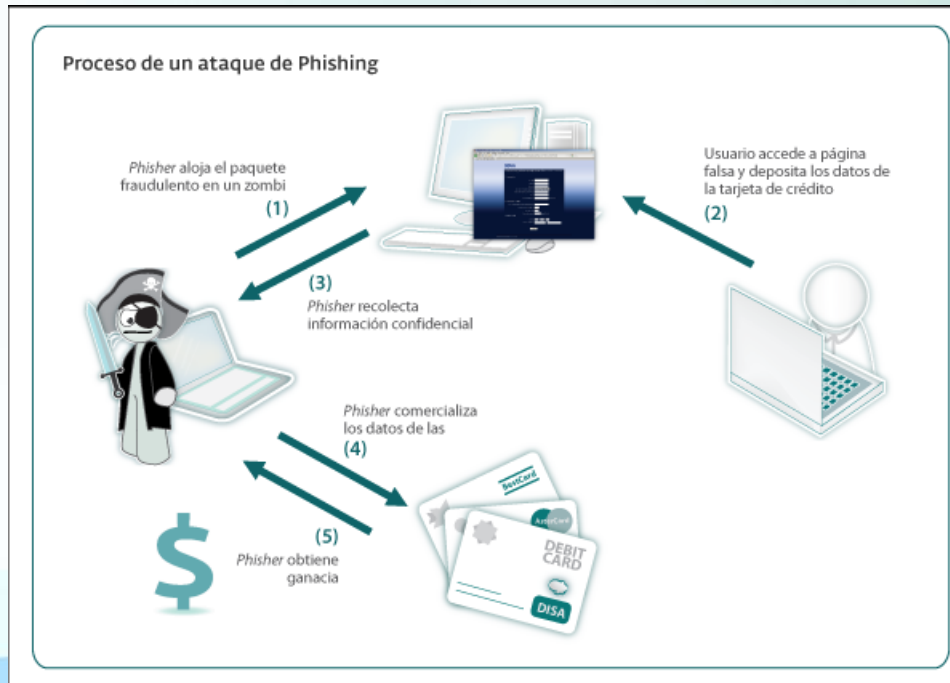 Proceso de un ataque de Phishing
Phisher aloja el paquete
fraudulento en un zombi
(1)
Usuario accede a página
falsa y deposita los datos de
la tarjeta de crédito
(2)
(3)
Phisher recolecta
información confidencial
Phisher comercializa
los datos de las
(4)
(5)
Phisher obtiene
ganacia
$
BestCard
DEBIT
CARD
DISA